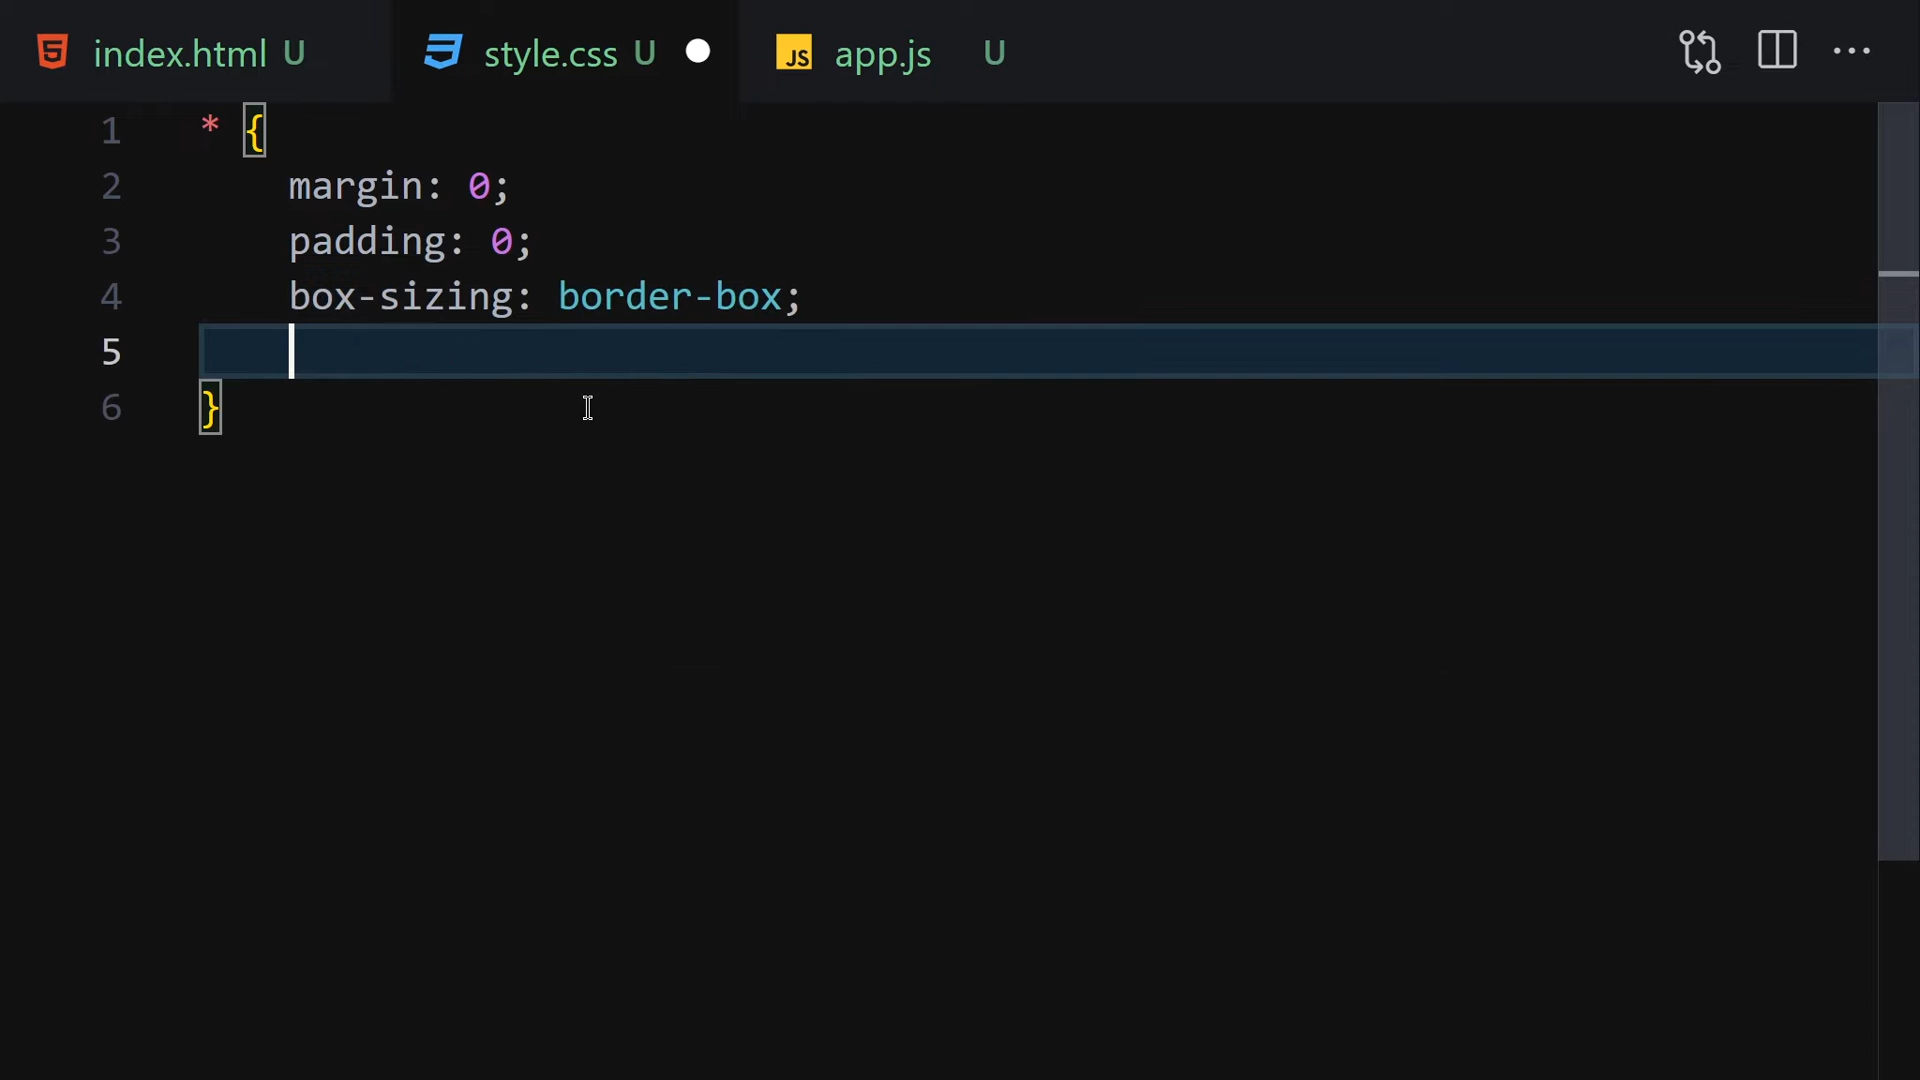 index.html U style.css U JS app.js U
1 * {
2 margin: 0;
3 padding: 0;
4 box-sizing: border-box;
5
6 }